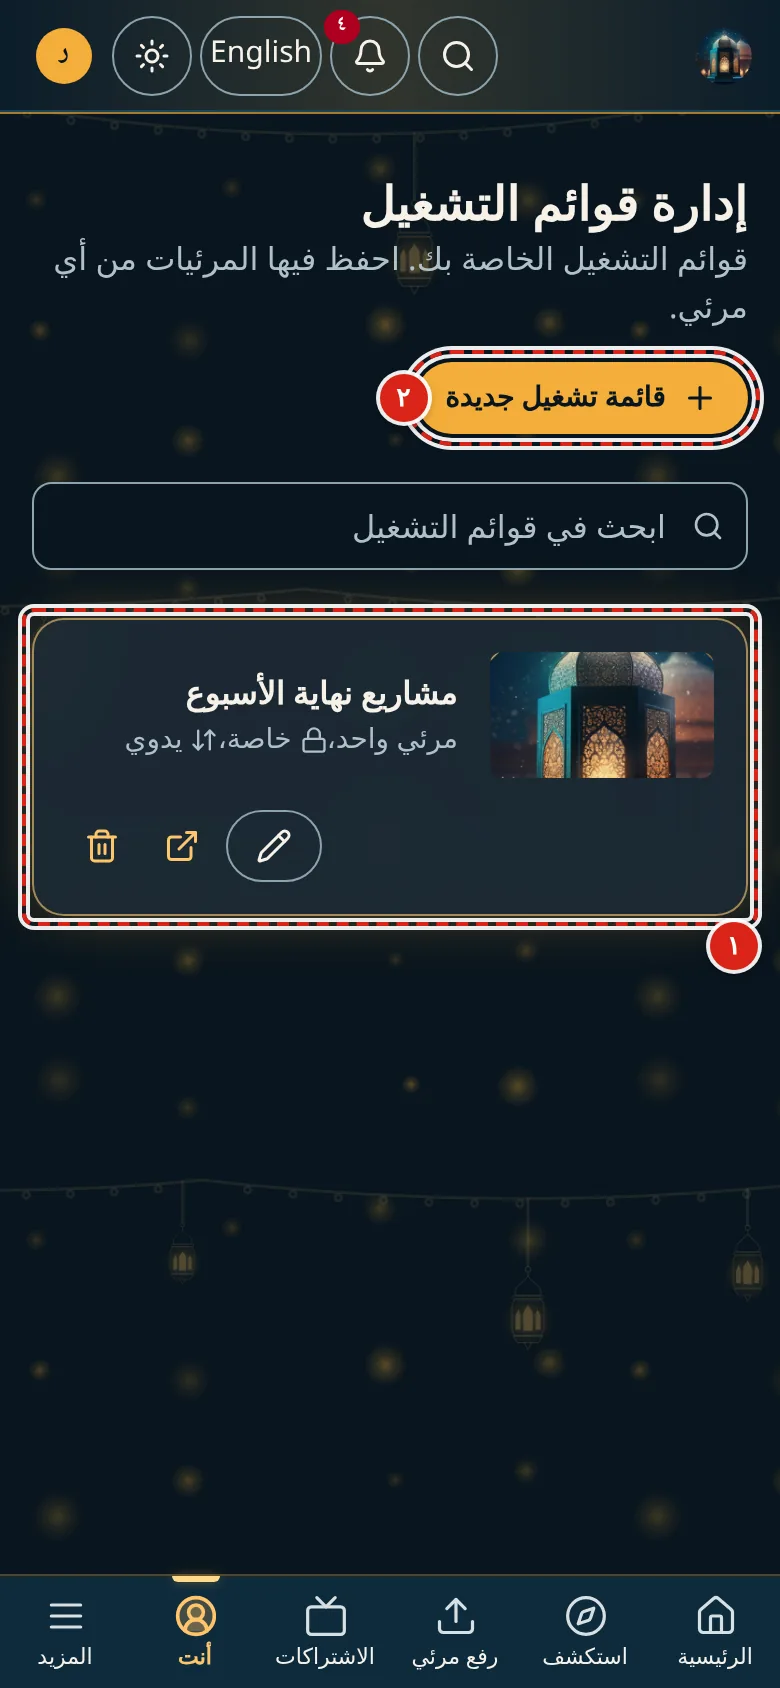 ر
English
٤
إدارة قوائم التشغيل
قوائم التشغيل الخاصة بك. احفظ فيها المرئيات من أي
مرئي.
قائمة تشغيل جديدة
٢
ابحث في قوائم التشغيل
مشاريع نهاية الأسبوع
مرئي واحد، خاصة، يدوي
١
الرئيسية
استكشف
رفع مرئي
الاشتراكات
أنت
المزيد